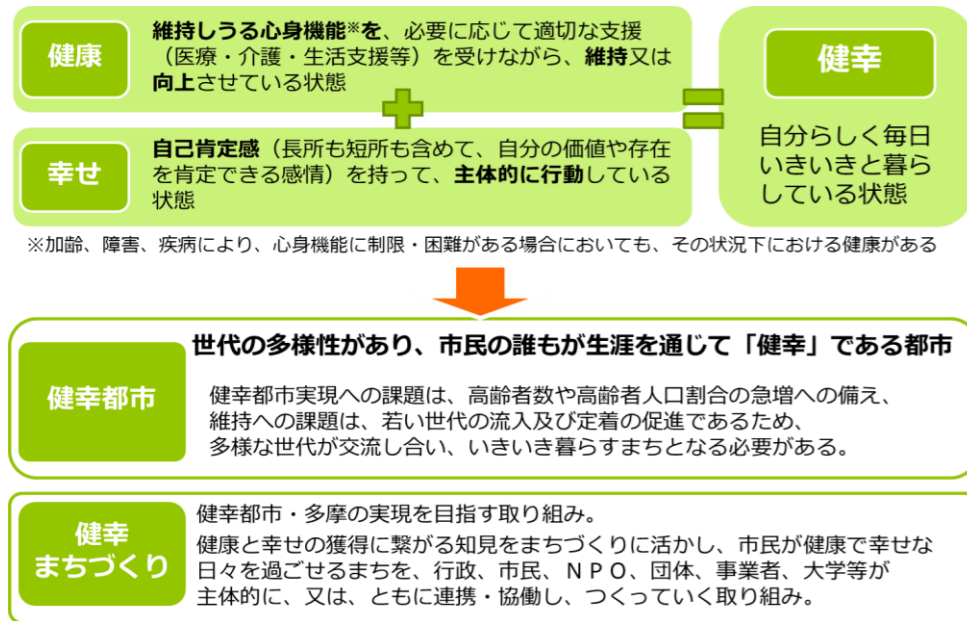 健康
維持しうる心身機能※を、必要に応じて適切な支援
（医療・介護・生活支援等）を受けながら、維持又は
向上させている状態
幸せ
自己肯定感（長所も短所も含めて、自分の価値や存在
を肯定できる感情）を持って、主体的に行動している
状態
健幸
自分らしく毎日
いきいきと暮ら
している状態
※加齢、障害、疾病により、心身機能に制限・困難がある場合においても、その状況下における健康がある
健幸都市
世代の多様性があり、市民の誰もが生涯を通じて「健幸」である都市
健幸都市実現への課題は、高齢者数や高齢者人口割合の急増への備え、
維持への課題は、若い世代の流入及び定着の促進であるため、
多様な世代が交流し合い、いきいき暮らすまちとなる必要がある。
健幸
まちづくり
健幸都市・多摩の実現を目指す取り組み。
健康と幸せの獲得に繋がる知見をまちづくりに活かし、市民が健康で幸せな
日々を過ごせるまちを、行政、市民、ＮＰＯ、団体、事業者、大学等が
主体的に、又は、ともに連携・協働し、つくっていく取り組み。